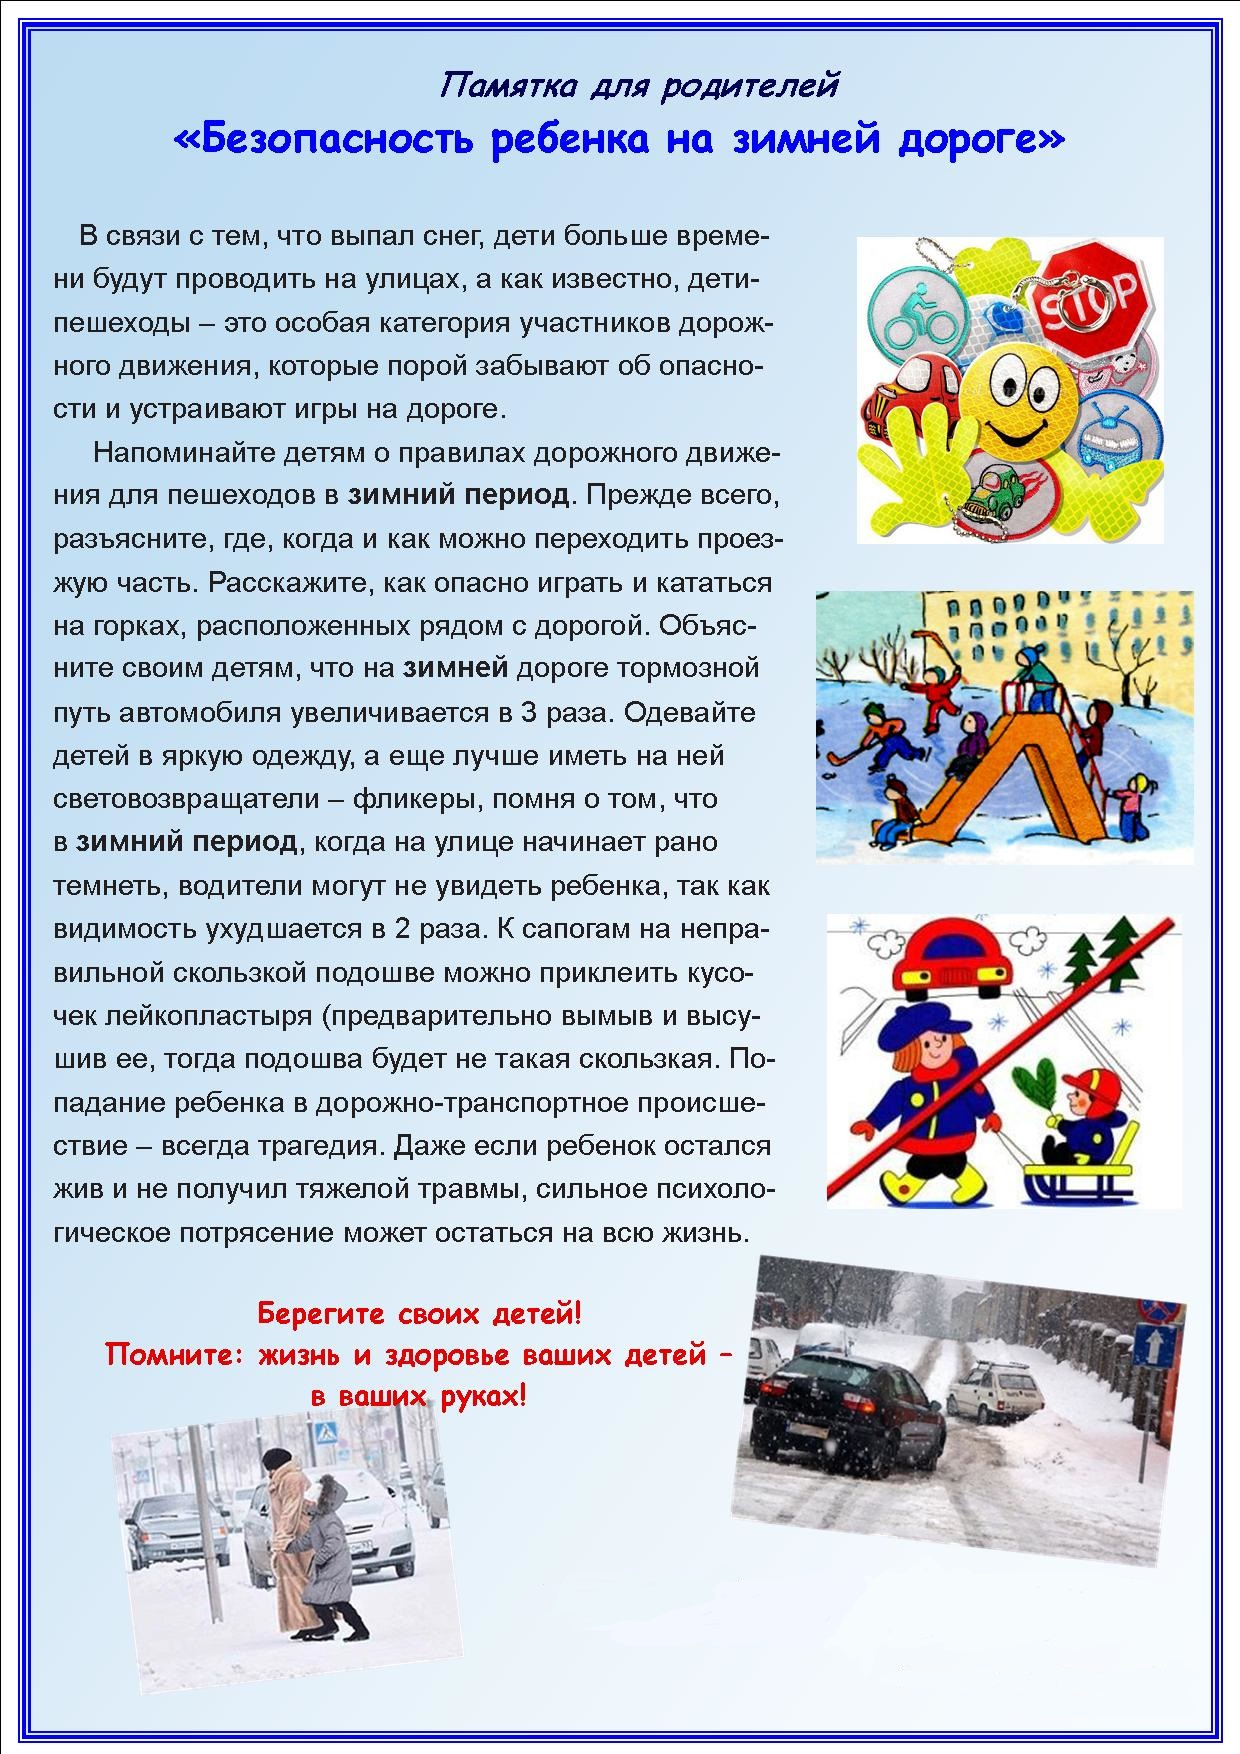 Памятка для родителей
«Безопасность ребенка на зимней дороге»
В связи с тем, что выпал снег, дети больше време-
ни будут проводить на улицах, а как известно, дети-
пешеходы – это особая категория участников дорож-
ного движения, которые порой забывают об опасно-
сти и устраивают игры на дороге.
Напоминайте детям о правилах дорожного движе-
ния для пешеходов в зимний период. Прежде всего,
разъясните, где, когда и как можно переходить проез-
жую часть. Расскажите, как опасно играть и кататься
на горках, расположенных рядом с дорогой. Объяс-
ните своим детям, что на зимней дороге тормозной
путь автомобиля увеличивается в 3 раза. Одевайте
детей в яркую одежду, а еще лучше иметь на ней
световозвращатели – фликеры, помня о том, что
в зимний период, когда на улице начинает рано
темнеть, водители могут не увидеть ребенка, так как
видимость ухудшается в 2 раза. К сапогам на непра-
вильной скользкой подошве можно приклеить кусо-
чек лейкопластыря (предварительно вымыв и высу-
шив ее, тогда подошва будет не такая скользкая. По-
падание ребенка в дорожно-транспортное происше-
ствие – всегда трагедия. Даже если ребенок остался
жив и не получил тяжелой травмы, сильное психоло-
гическое потрясение может остаться на всю жизнь.
Берегите своих детей!
Помните: жизнь и здоровье ваших детей –
в ваших руках!
STOP